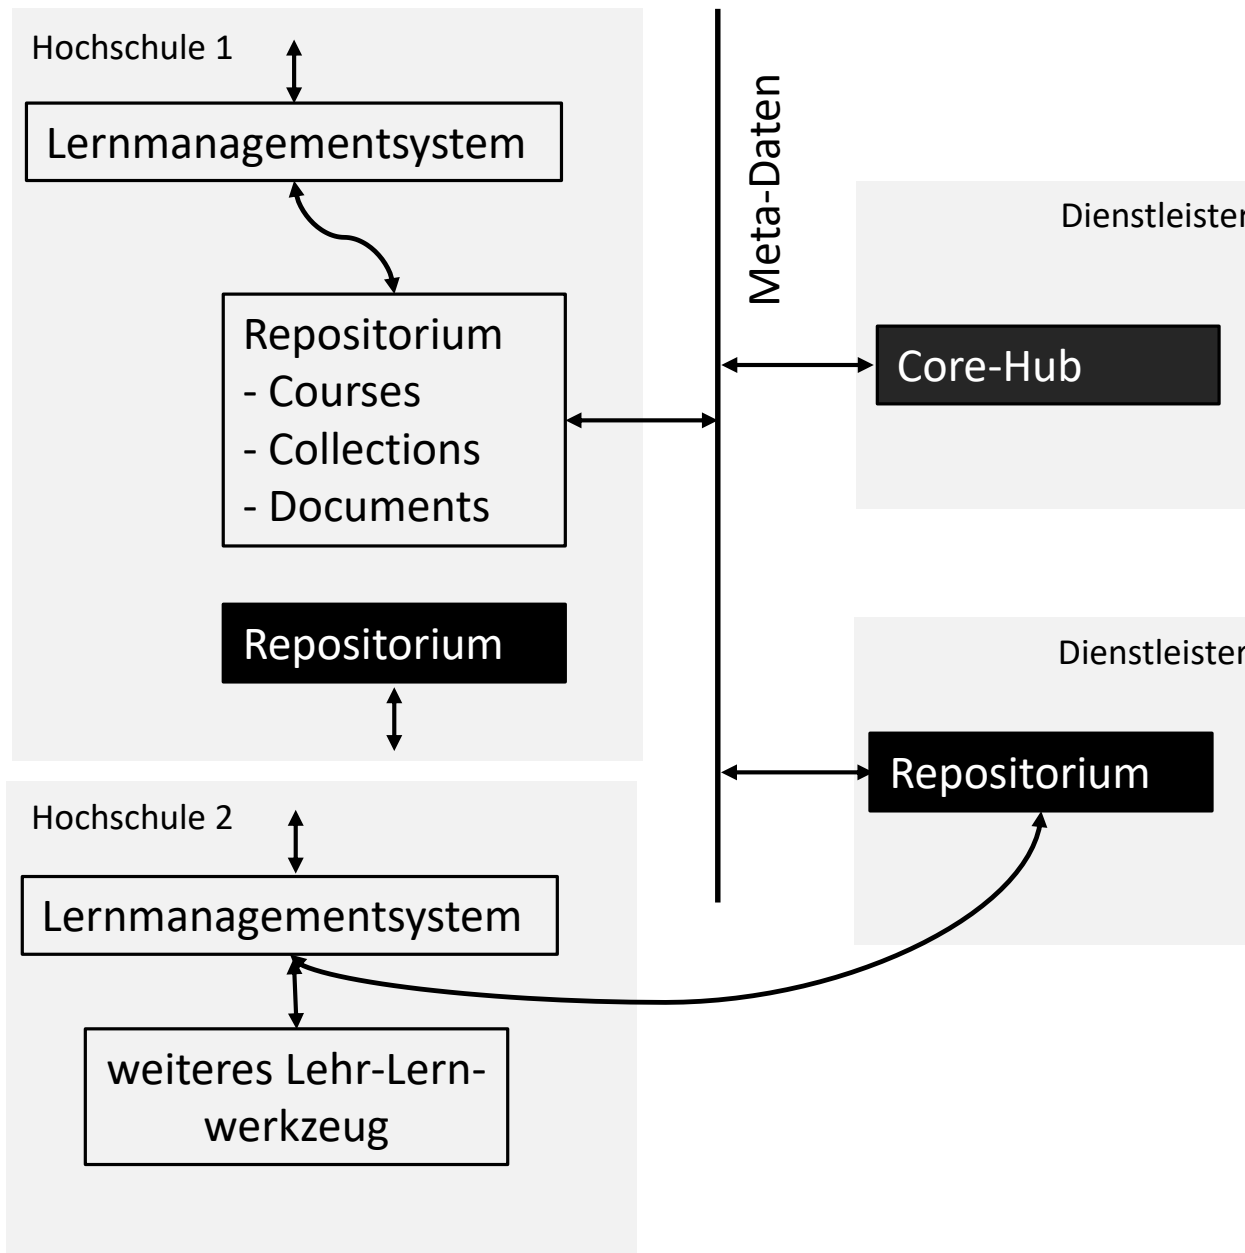 Hochschule 1
Lernmanagementsystem
Repositorium
- Courses
- Collections
- Documents
Repositorium
Meta-Daten
Dienstleister
Core-Hub
Dienstleister
Repositorium
Hochschule 2
Lernmanagementsystem
weiteres Lehr-Lern-
werkzeug